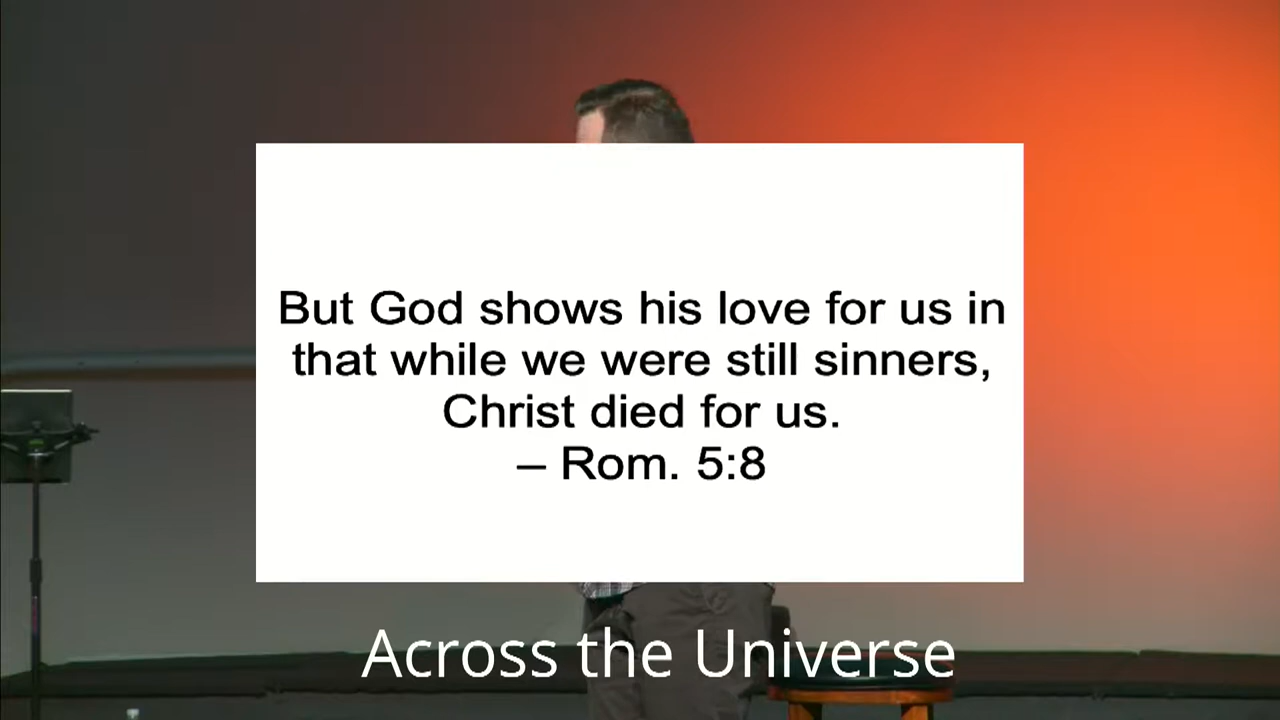 But God shows his love for us in
that while we were still sinners,
Christ died for us.
– Rom. 5:8
Across the Universe